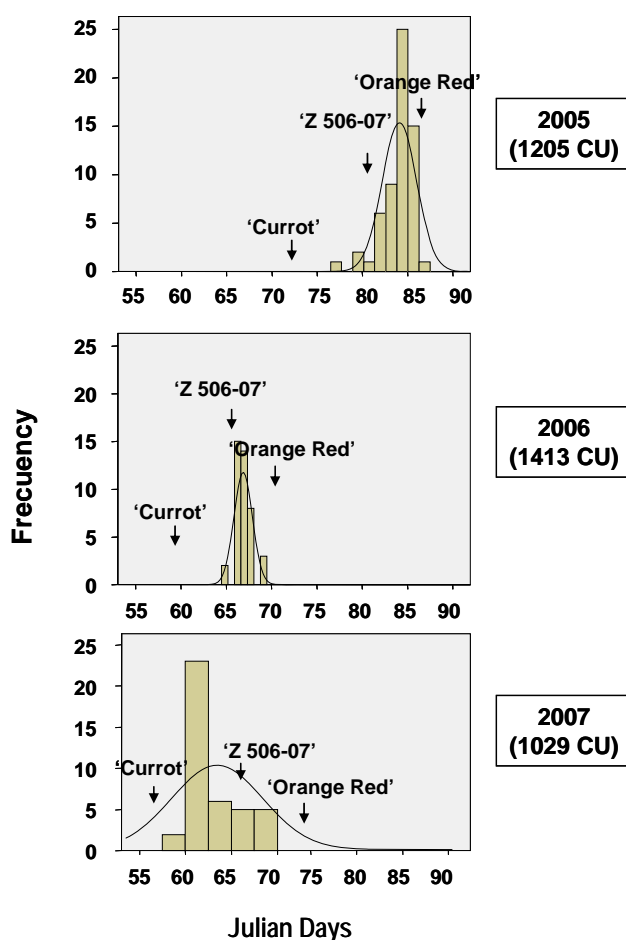 25
20
15
10
5
0
'Orange Red'
'Z 506-07'
'Currot'
55 60 65 70 75 80 85 90
2005
(1205 CU)
25
20
15
10
5
0
'Z 506-07'
'Orange Red'
'Currot'
55 60 65 70 75 80 85 90
2006
(1413 CU)
Frecuency
25
20
15
10
5
0
'Z 506-07'
'Currot'
'Orange Red'
55 60 65 70 75 80 85 90
2007
(1029 CU)
Julian Days